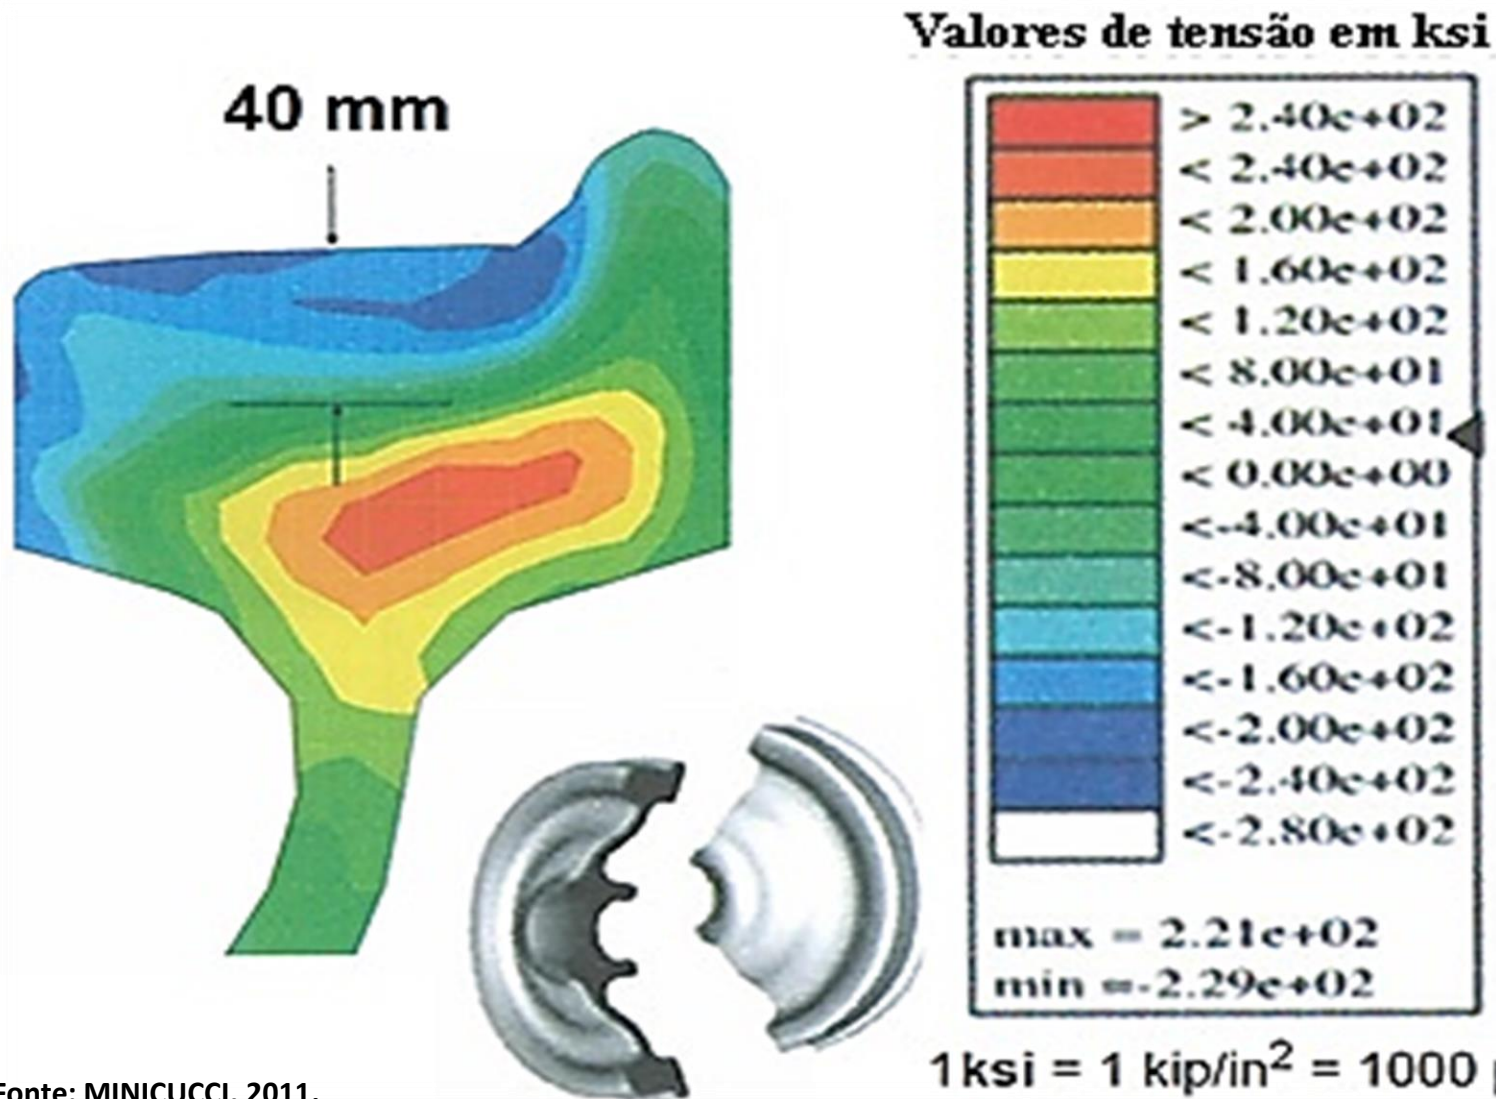 Valores de tensão em ksi
40 mm
> 2.40e+02
< 2.40e+02
< 2.00e+02
< 1.60e+02
< 1.20e+02
< 8.00e+01
< 4.00e+01
< 0.00e+00
<-4.00e+01
<-8.00e+01
<-1.20e+02
<-1.60e+02
<-2.00e+02
<-2.40e+02
<-2.80e+02
max = 2.21e+02
min =-2.29e+02
1ksi = 1 kip/in² = 1000
Fonte: MINICUCCI, 2011.